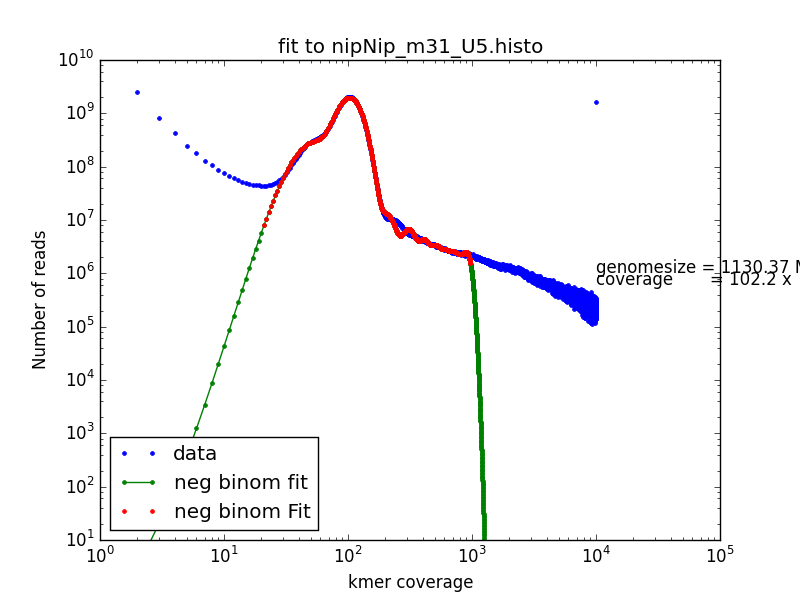 fit to nipNip_m31_U5.histo
10^10
10^9
10^8
10^7
10^6
10^5
10^4
10^3
10^2
10^1
Number of reads
genomesize = 1130.37 M
coverage = 102.2 x
data
neg binom fit
neg binom Fit
10^0 10^1 10^2 10^3 10^4 10^5
kmer coverage